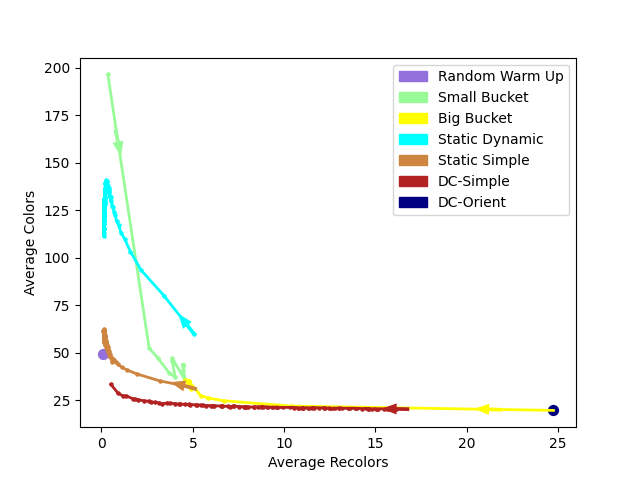 200
175
150
125
100
75
50
25
Average Colors
0
5
10
15
20
25
Average Recolors
Random Warm Up
Small Bucket
Big Bucket
Static Dynamic
Static Simple
DC-Simple
DC-Orient